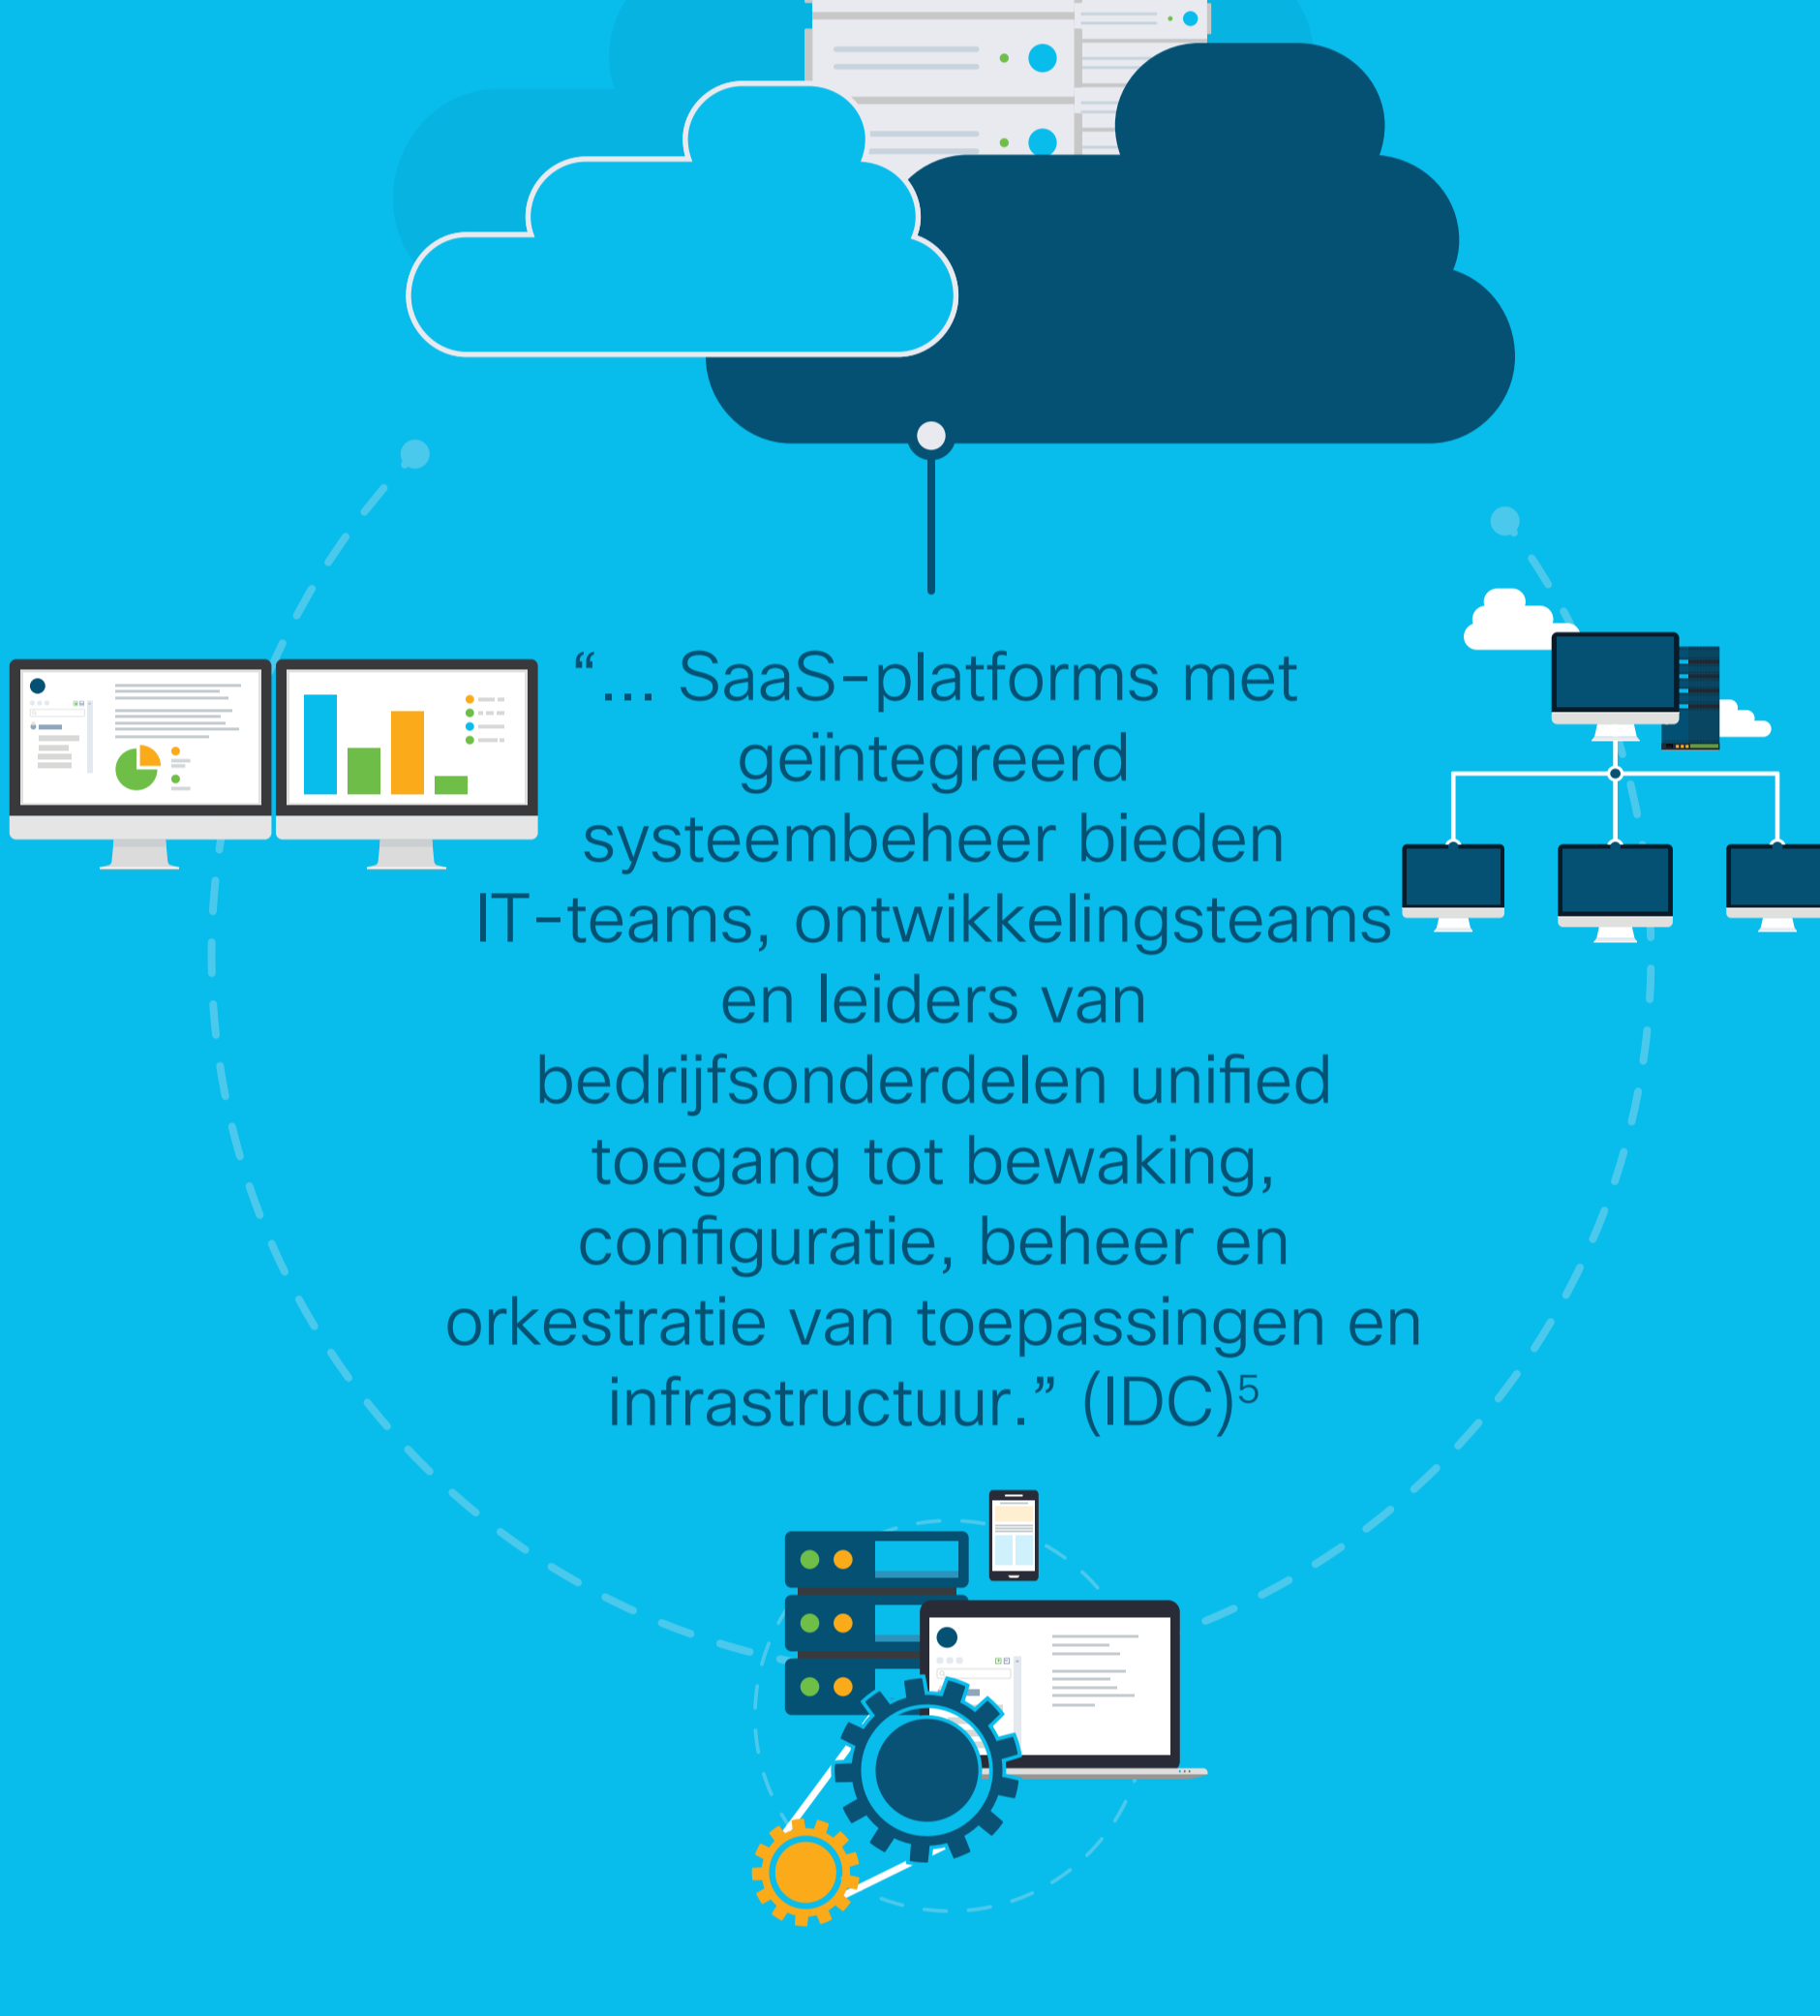 “... SaaS-platforms met
geïntegreerd
systeembeheer bieden
IT-teams, ontwikkelingsteams
en leiders van
bedrijfsonderdelen unified
toegang tot bewaking,
configuratie, beheer en
orkestratie van toepassingen en
infrastructuur.” (IDC)⁵